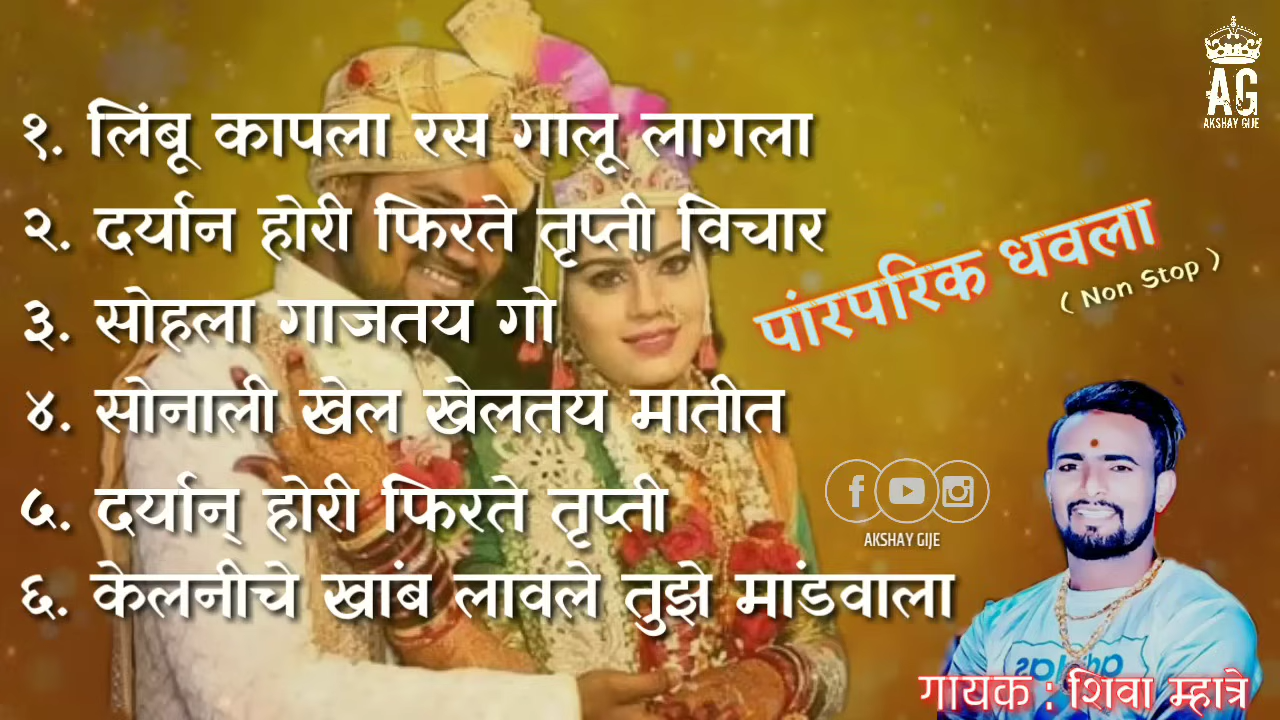 AG
AKSHAY GIJE
१. लिंबू कापला रस गालू लागला
२. दर्यान होरी फिरते तृप्ती विचार
३. सोहला गाजतय गो
४. सोनाली खेल खेलतय मातीत
५. दर्यान् होरी फिरते तृप्ती
६. केलनीचे खांब लावले तुझे मांडवाला
पांरपरिक धवला
( Non Stop )
AKSHAY GIJE
गायक : शिवा म्हात्रे